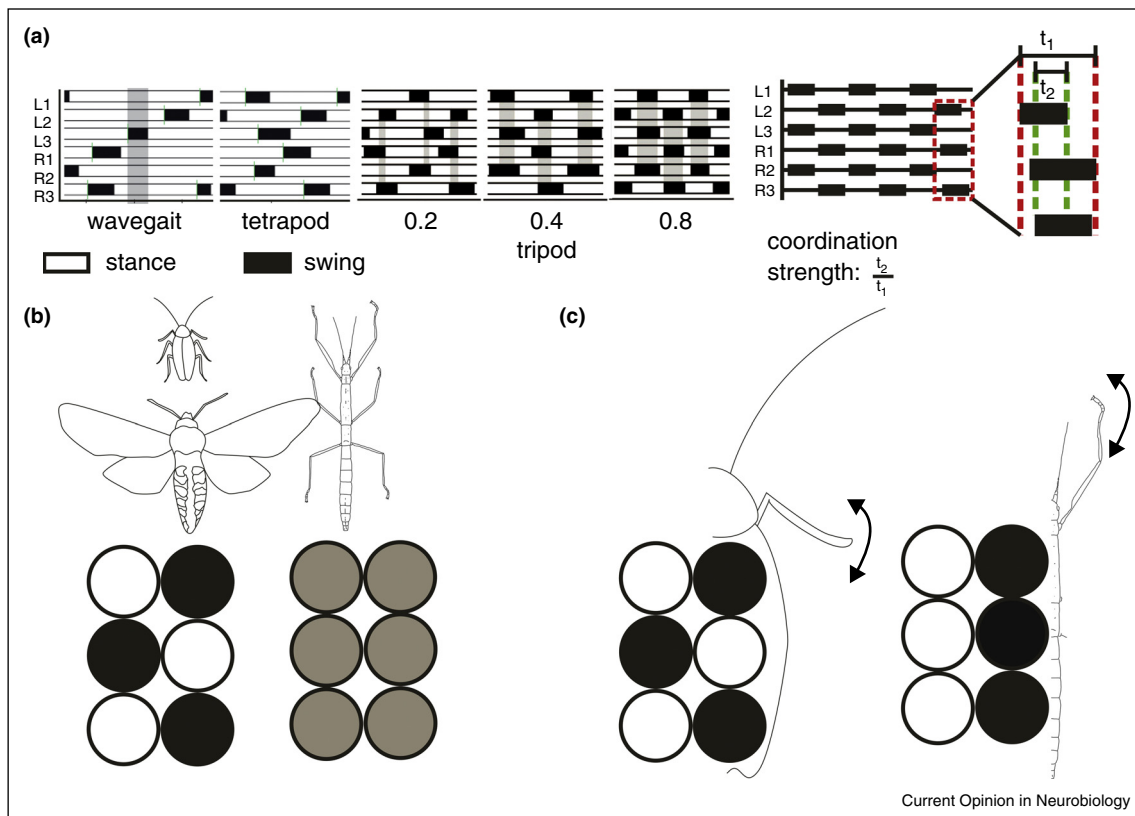 (a)
L1
L2
L3
R1
R2
R3
wavegait
tetrapod
0.2
0.4
0.8
tripod
stance
swing
L1
L2
L3
R1
R2
R3
t1
t2
coordination
strength: t2/t1
(b)
(c)
Current Opinion in Neurobiology